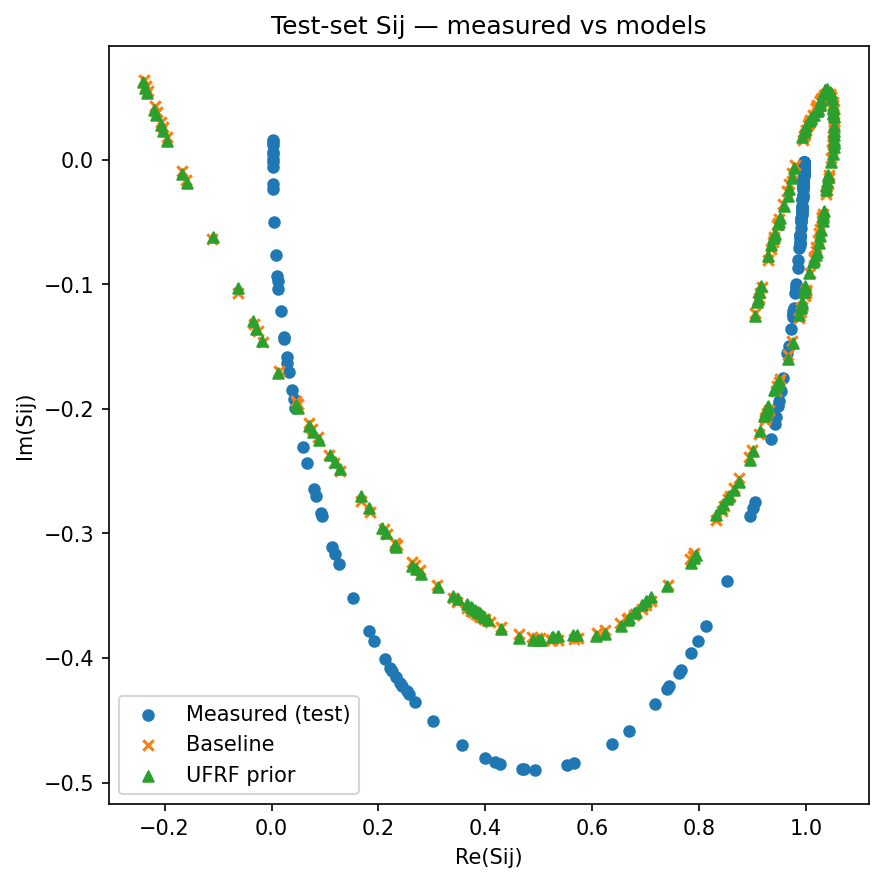 Test-set Sij — measured vs models
Im(Sij)
0.0
−0.1
−0.2
−0.3
−0.4
−0.5
Measured (test)
Baseline
UFRF prior
−0.2
0.0
0.2
0.4
0.6
0.8
1.0
Re(Sij)